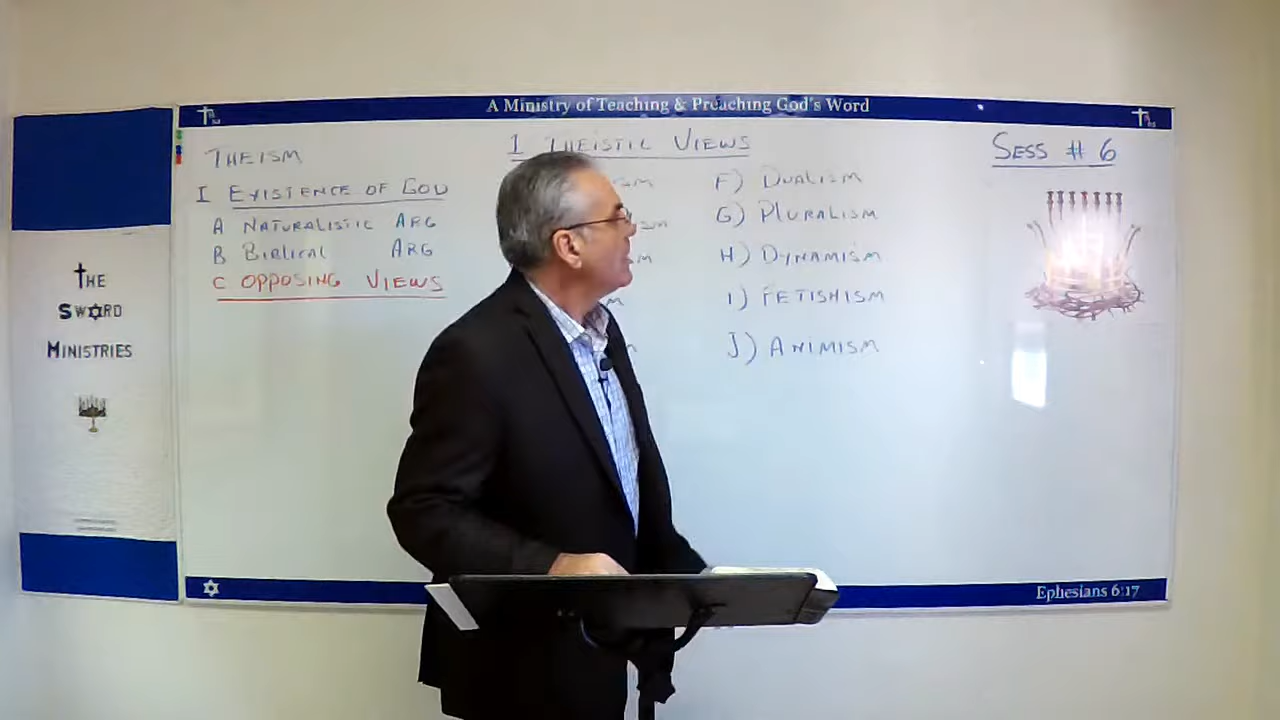 A Ministry of Teaching & Preaching God's Word
THE
SWORD
MINISTRIES
THEISM
I EXISTENCE OF GOD
A NATURALISTIC ARG
B BIBLICAL ARG
C OPPOSING VIEWS
1 THEISTIC VIEWS
F) DUALISM
G) PLURALISM
H) DYNAMISM
I) FETISHISM
J) ANIMISM
SESS # 6
Ephesians 6:17